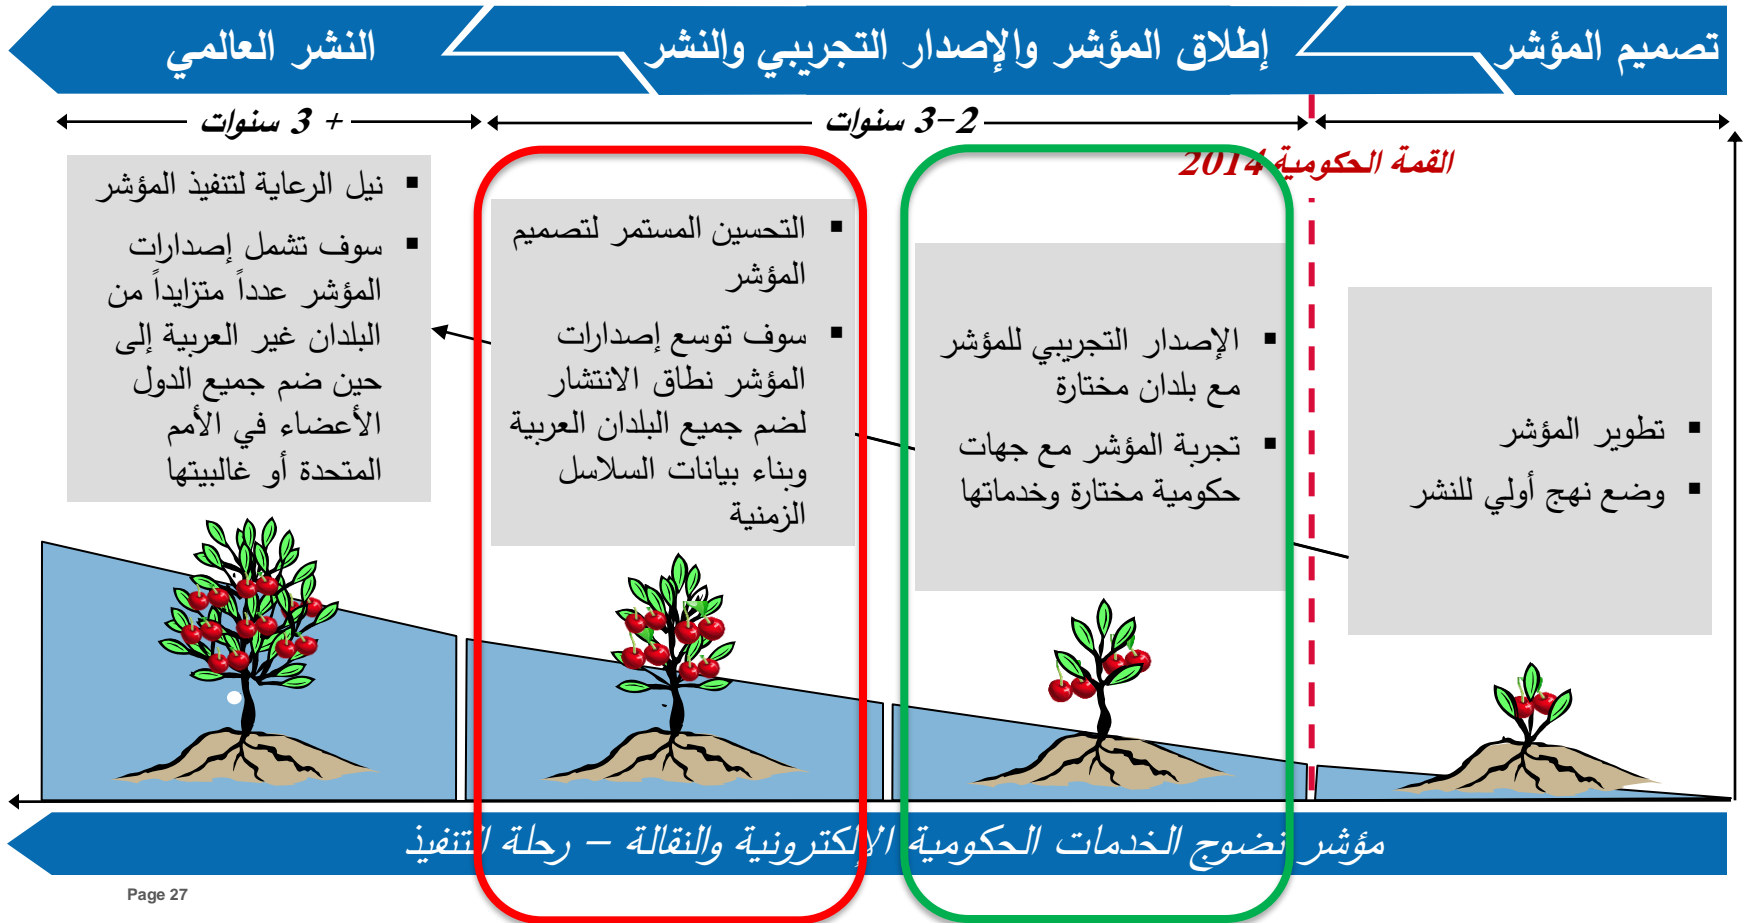 تصميم المؤشر
إطلاق المؤشر والإصدار التجريبي والنشر
النشر العالمي
2-3 سنوات
+ 3 سنوات
القمة الحكومية 2014
▪ تطوير المؤشر
▪ وضع نهج أولي للنشر
▪ الإصدار التجريبي للمؤشر
مع بلدان مختارة
▪ تجربة المؤشر مع جهات
حكومية مختارة وخدماتها
▪ التحسين المستمر لتصميم
المؤشر
▪ سوف توسع إصدارات
المؤشر نطاق الانتشار
لضم جميع البلدان العربية
وبناء بيانات السلاسل
الزمنية
▪ نيل الرعاية لتنفيذ المؤشر
▪ سوف تشمل إصدارات
المؤشر عدداً متزايداً من
البلدان غير العربية إلى
حين ضم جميع الدول
الأعضاء في الأمم
المتحدة أو غالبيتها
مؤشر نضوج الخدمات الحكومية الإلكترونية والنقالة – رحلة التنفيذ
Page 27